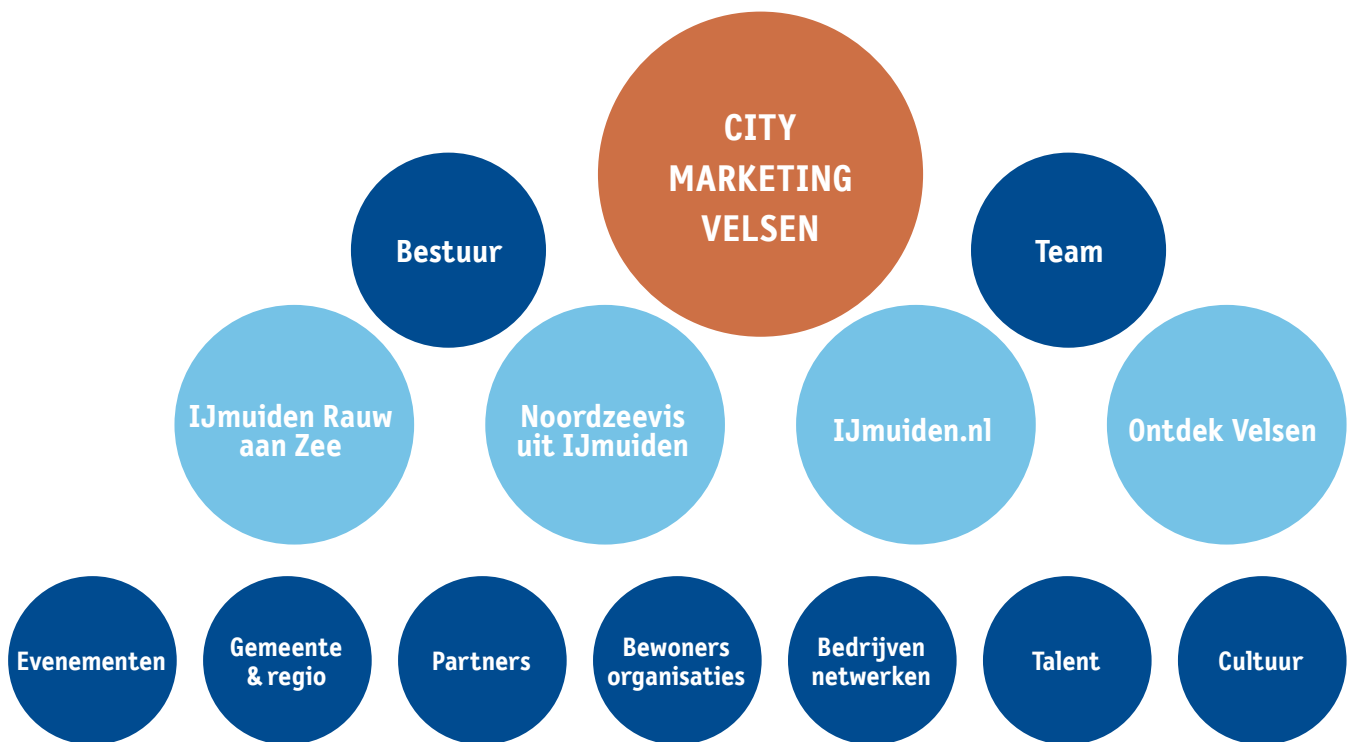 CITY
MARKETING
VELSEN
Bestuur
Team
IJmuiden Rauw
aan Zee
Noordzeevis
uit IJmuiden
IJmuiden.nl
Ontdek Velsen
Evenementen
Gemeente
& regio
Partners
Bewoners
organisaties
Bedrijven
netwerken
Talent
Cultuur